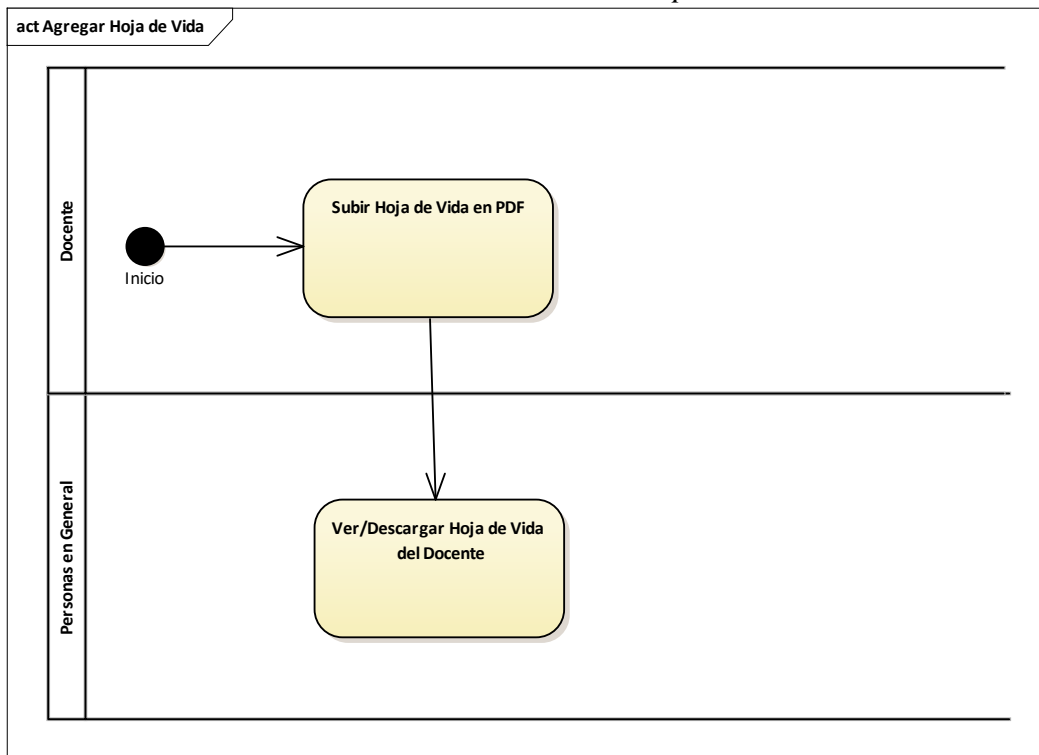 act Agregar Hoja de Vida
Docente
Subir Hoja de Vida en PDF
Inicio
Personas en General
Ver/Descargar Hoja de Vida
del Docente